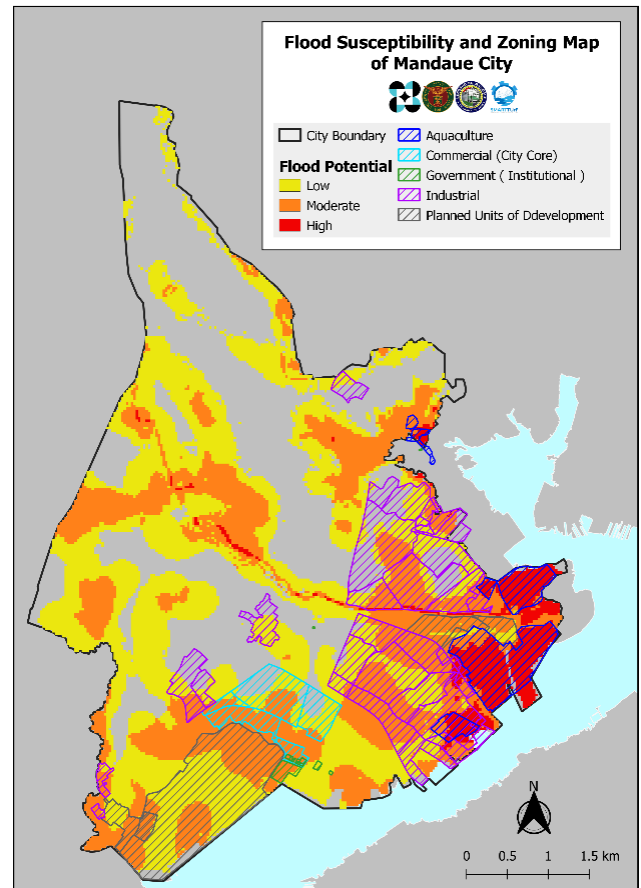 Flood Susceptibility and Zoning Map
of Mandaue City
City Boundary
Flood Potential
Low
Moderate
High
Aquaculture
Commercial (City Core)
Government ( Institutional )
Industrial
Planned Units of Ddevelopment
N
0 0.5 1 1.5 km